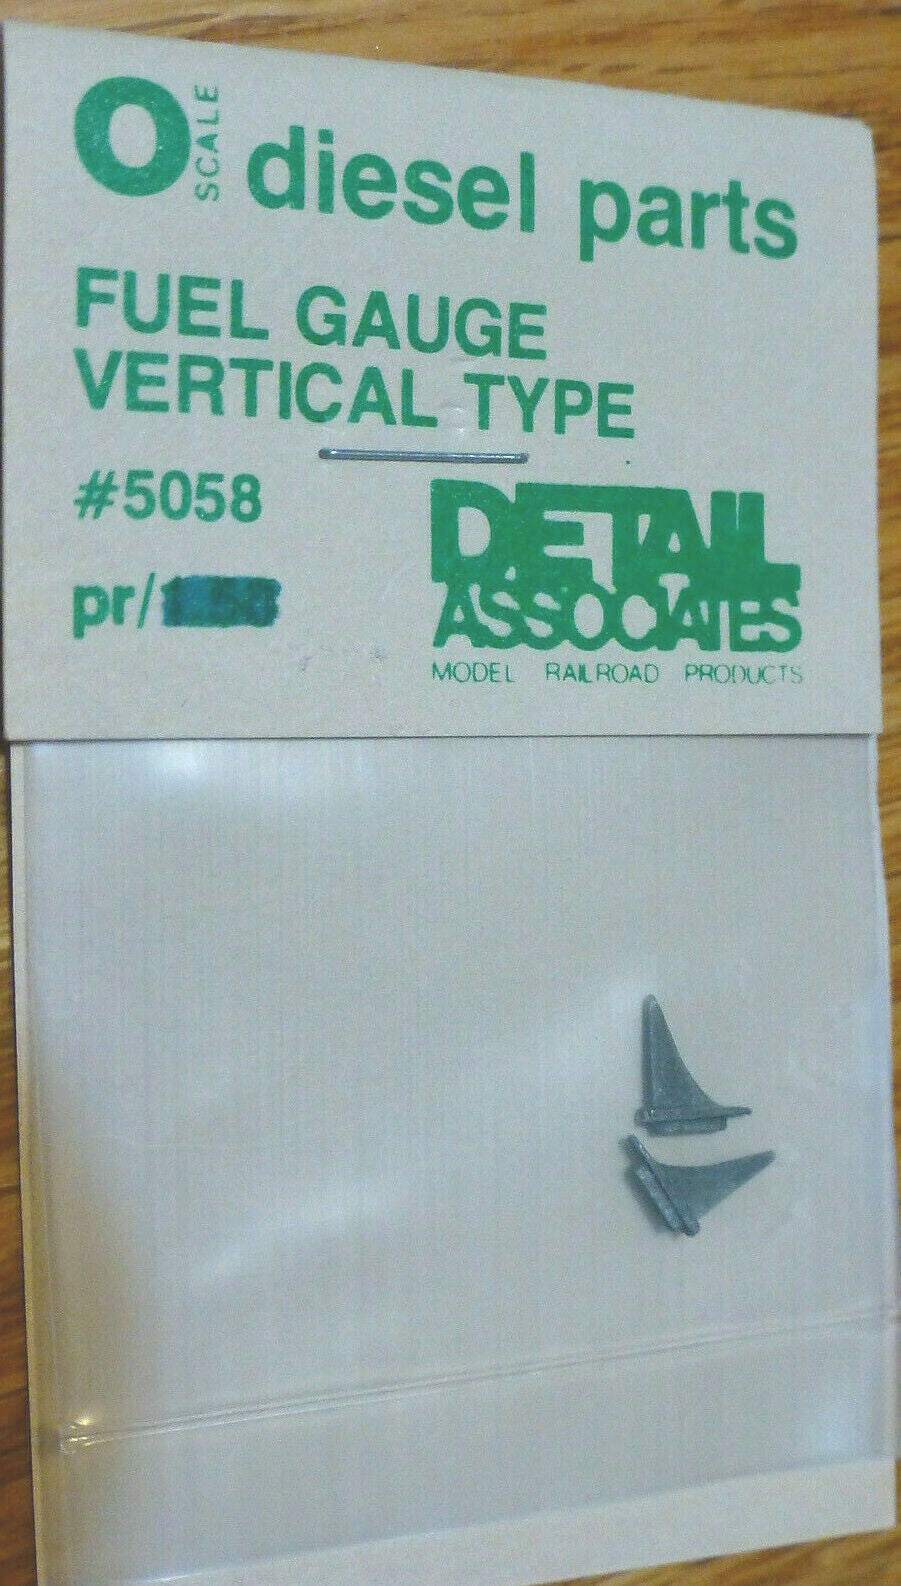 O SCALE diesel parts
FUEL GAUGE
VERTICAL TYPE
#5058
pr/
DETAIL
ASSOCIATES
MODEL RAILROAD PRODUCTS